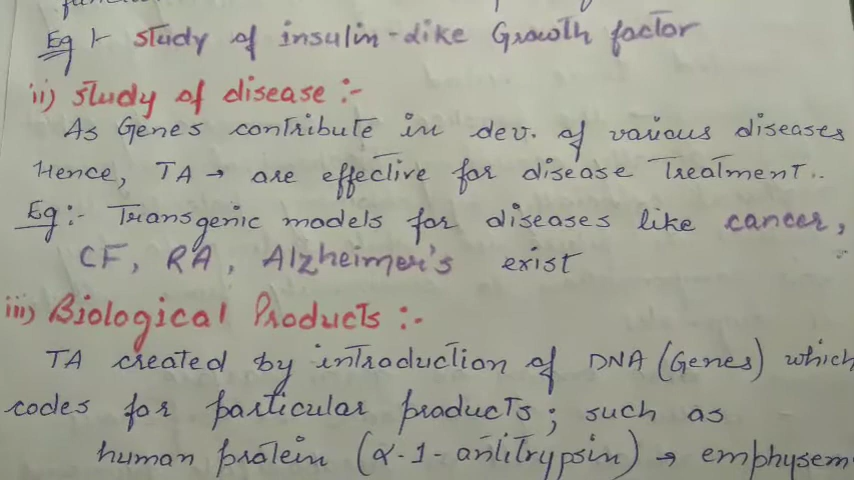 Eg :- study of insulin-like Growth factor
ii) Study of disease :-
As Genes contribute in dev. of various diseases
Hence, TA → are effective for disease Treatment..
Eg:- Transgenic models for diseases like cancer,
CF, RA, Alzheimer's exist
iii) Biological Products :-
TA created by introduction of DNA (Genes) which
codes for particular products; such as
human protein (α-1-antitrypsin) → emphysem